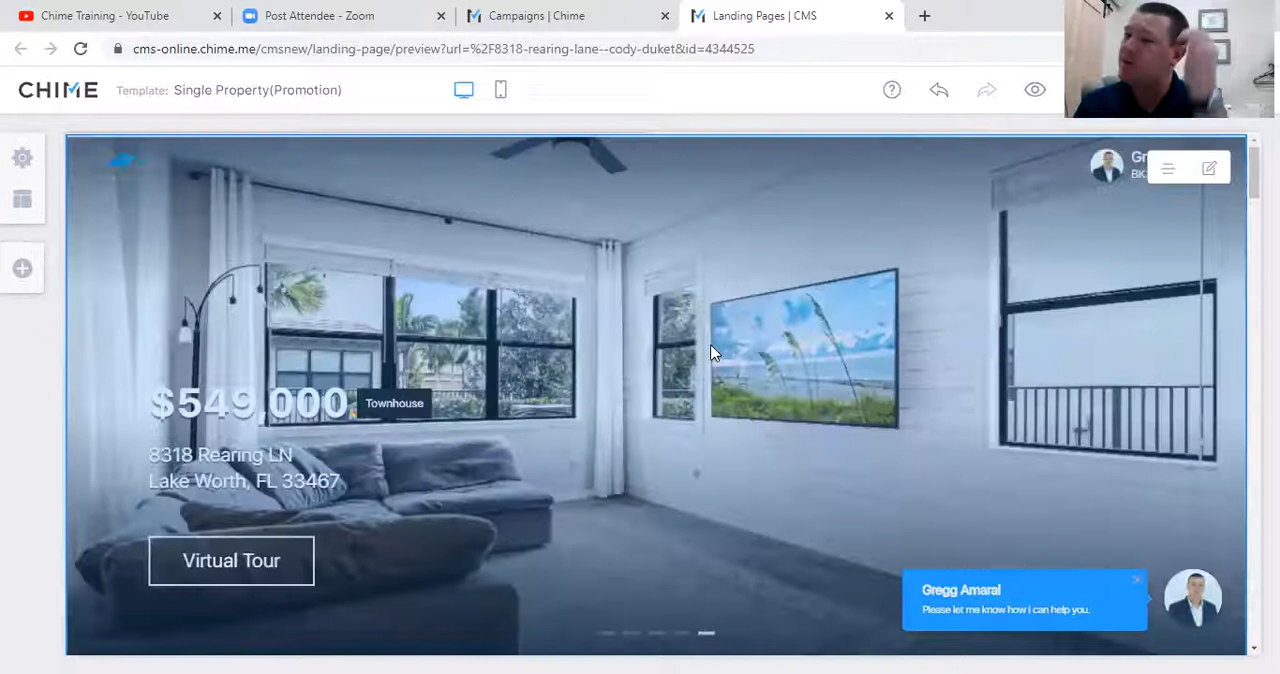 Chime Training - YouTube
Post Attendee - Zoom
Campaigns | Chime
Landing Pages | CMS
cms-online.chime.me/cmsnew/landing-page/preview?url=%2F8318-rearing-lane--cody-duket&id=4344525
CHIME
Template: Single Property(Promotion)
Gr
BK
$549,000
Townhouse
8318 Rearing LN
Lake Worth, FL 33467
Virtual Tour
Gregg Amaral
Please let me know how I can help you.